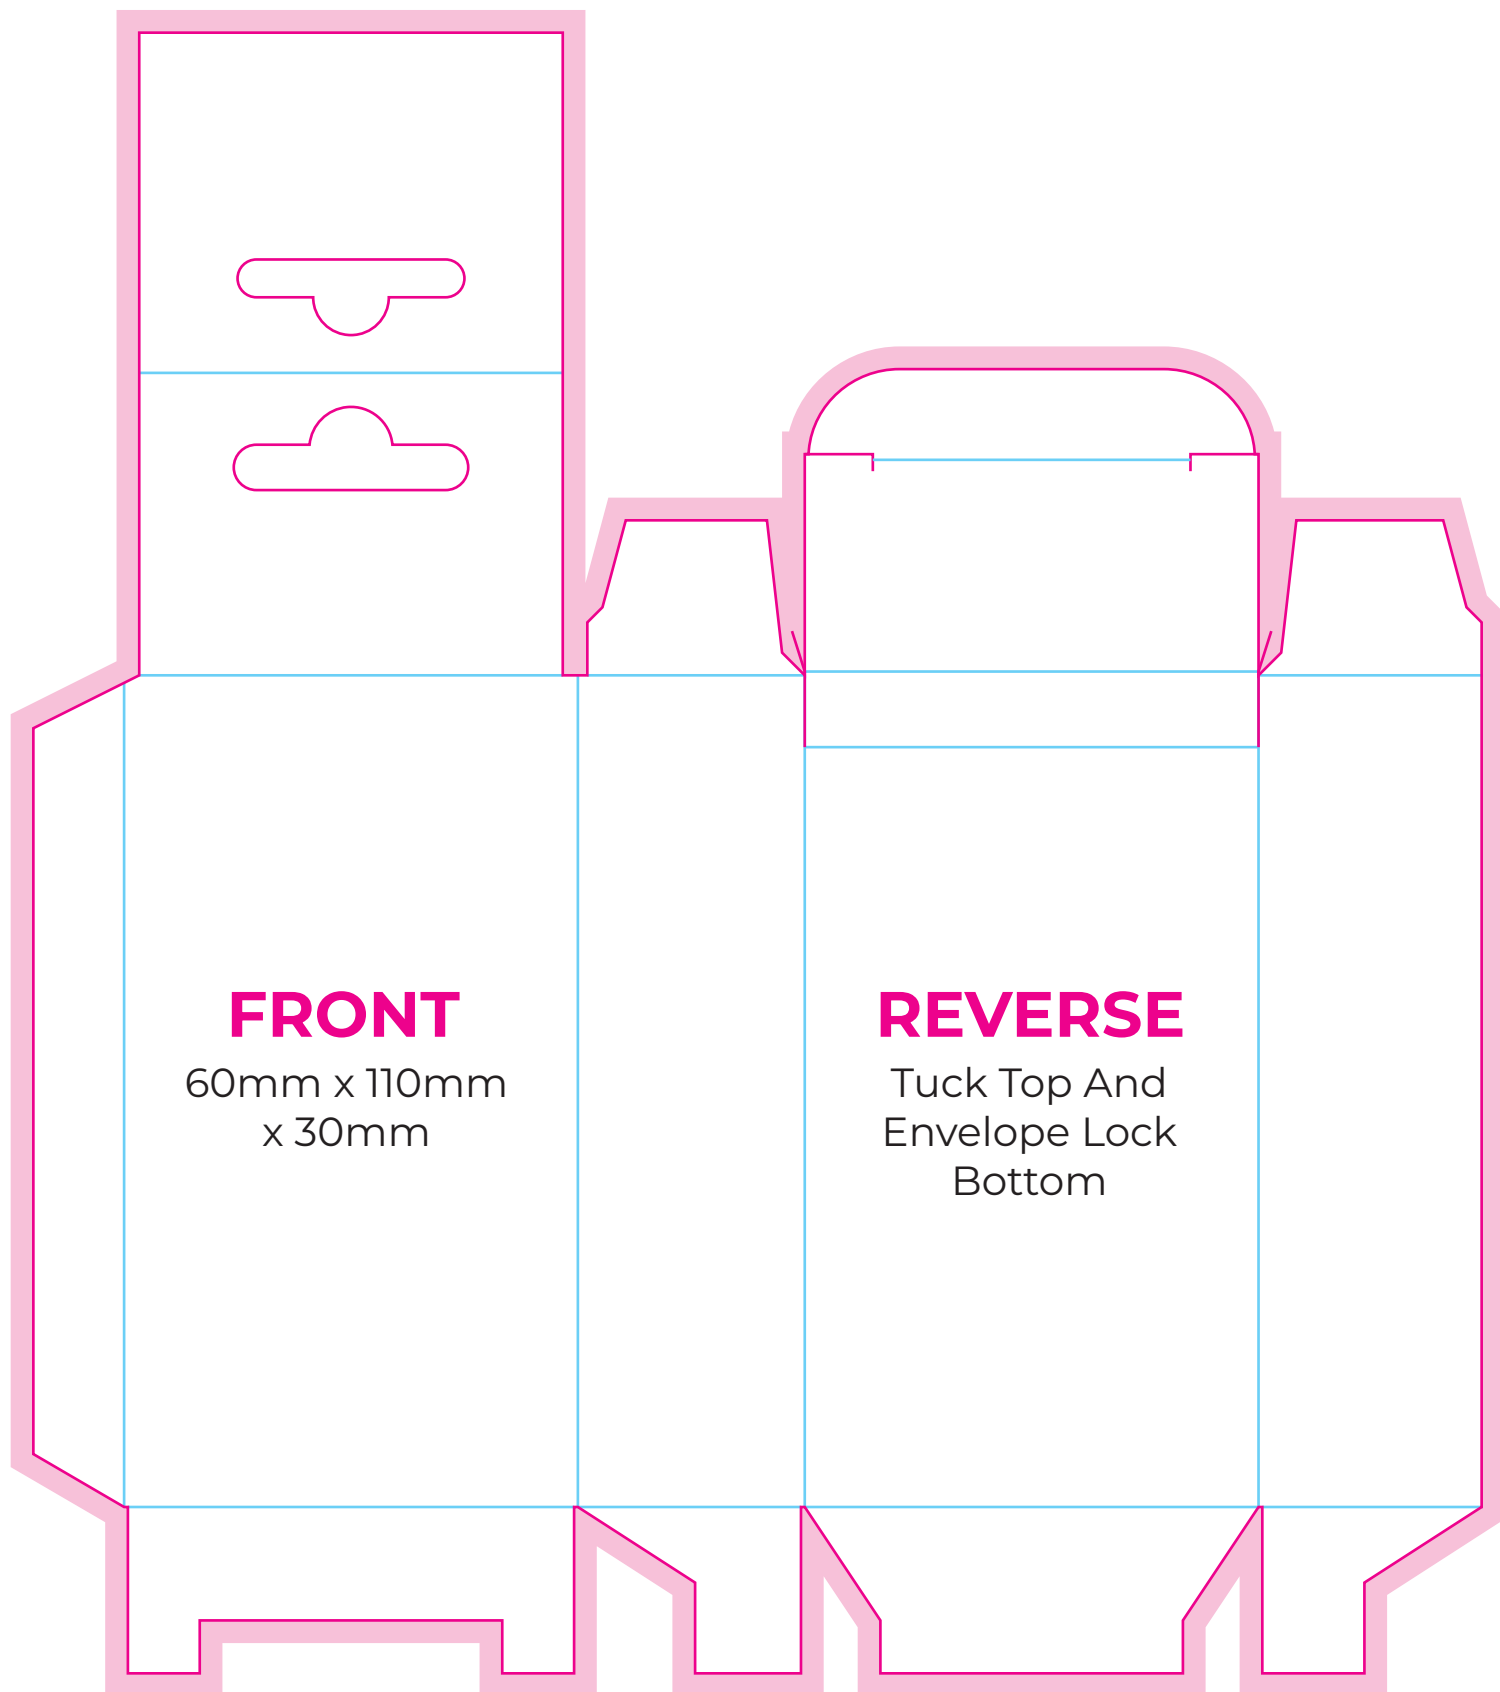 FRONT
60mm x 110mm
x 30mm
REVERSE
Tuck Top And
Envelope Lock
Bottom